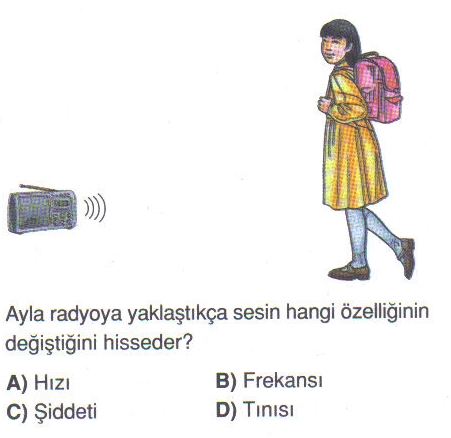 Ayla radyoya yaklaştıkça sesin hangi özelliğinin
değiştiğini hisseder?
A) Hızı
B) Frekansı
C) Şiddeti
D) Tınısı